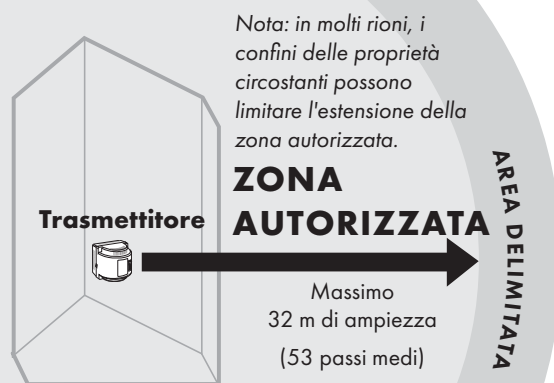 Nota: in molti rioni, i
confini delle proprietà
circostanti possono
limitare l'estensione della
zona autorizzata.
ZONA
AUTORIZZATA
Trasmettitore
Massimo
32 m di ampiezza
(53 passi medi)
AREA DELIMITATA